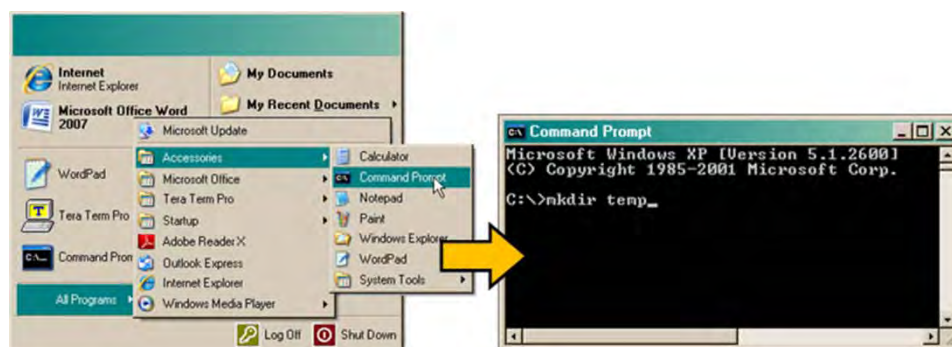 Internet
Internet Explorer
Microsoft Office Word
2007
WordPad
Tera Term Pro
Command Prom
All Programs
My Documents
My Recent Documents
Microsoft Update
Accessories
Microsoft Office
Tera Term Pro
Startup
Adobe Reader X
Outlook Express
Internet Explorer
Windows Media Player
Calculator
Command Prompt
Notepad
Paint
Windows Explorer
WordPad
System Tools
Log Off
Shut Down
Command Prompt
Microsoft Windows XP [Version 5.1.2600]
(C) Copyright 1985-2001 Microsoft Corp.
C:\>mkdir temp_